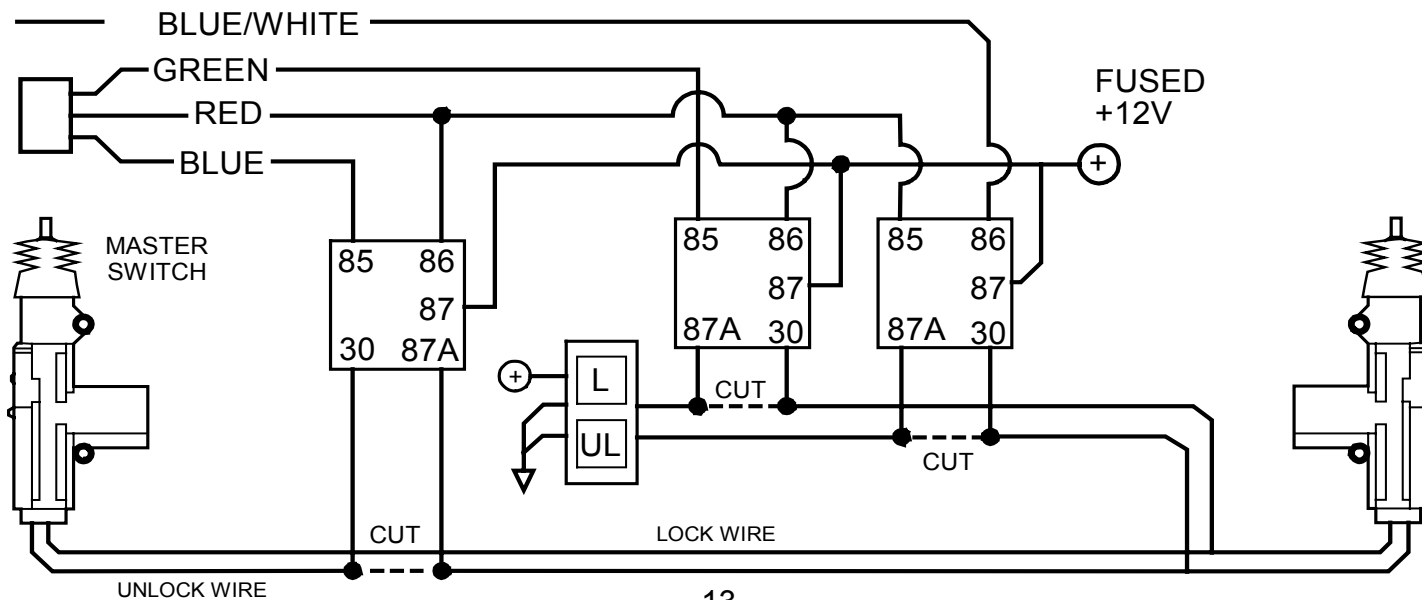 BLUE/WHITE
GREEN
RED
BLUE
FUSED
+12V
+
MASTER
SWITCH
85 86
87
30 87A
85 86
87
87A 30
85 86
87
87A 30
+
L
UL
CUT
CUT
CUT
LOCK WIRE
UNLOCK WIRE